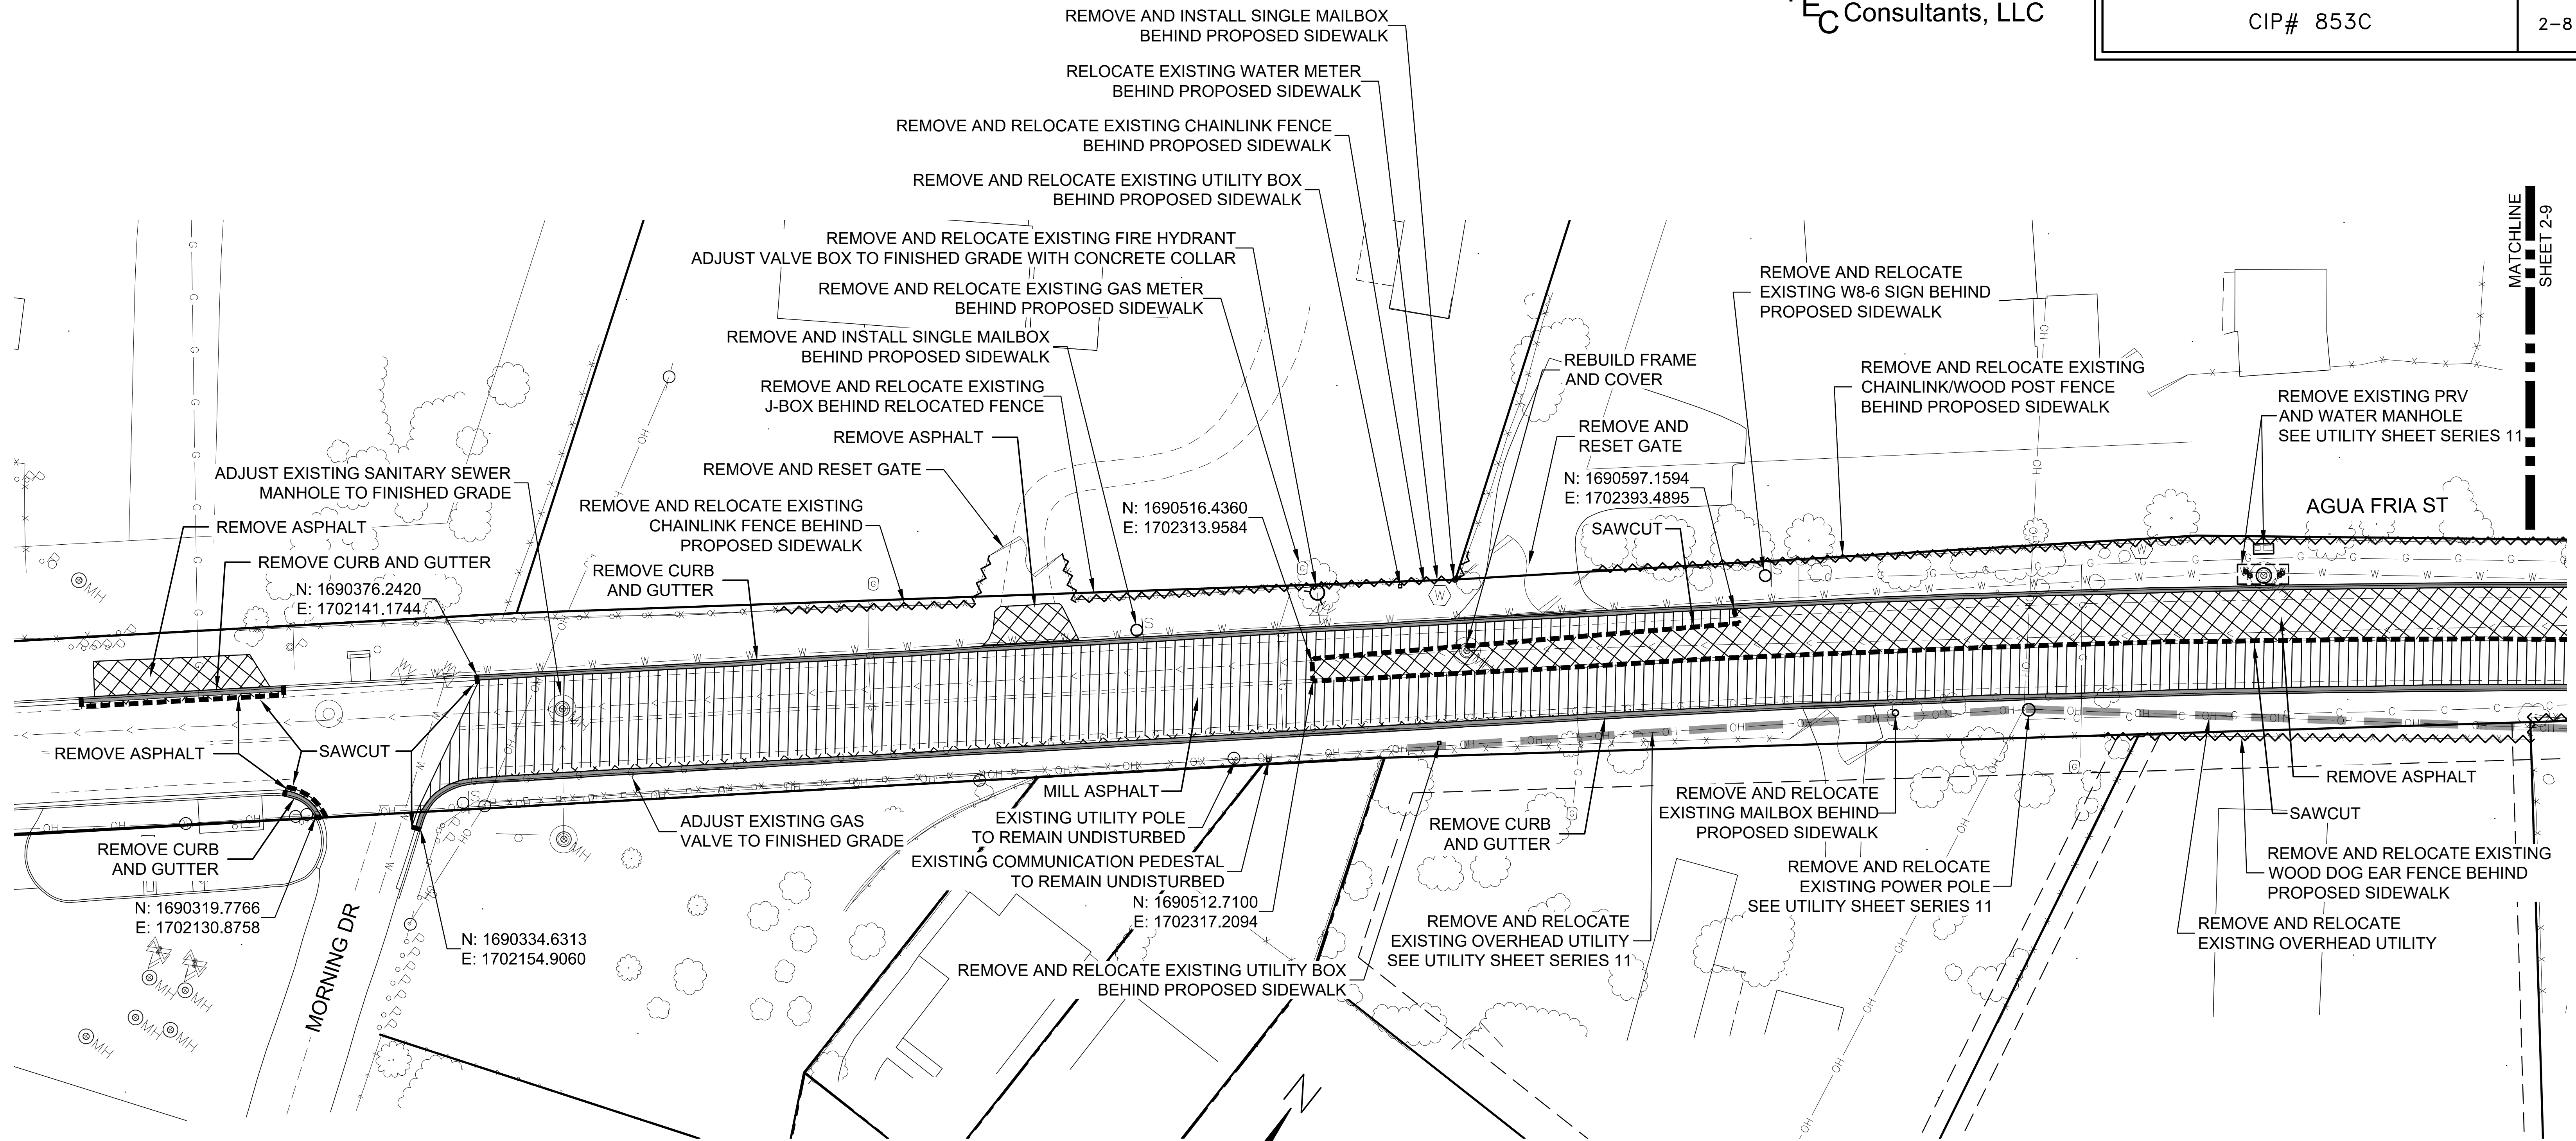 EC Consultants, LLC
CIP# 853C
2-8
REMOVE AND INSTALL SINGLE MAILBOX
BEHIND PROPOSED SIDEWALK
RELOCATE EXISTING WATER METER
BEHIND PROPOSED SIDEWALK
REMOVE AND RELOCATE EXISTING CHAINLINK FENCE
BEHIND PROPOSED SIDEWALK
REMOVE AND RELOCATE EXISTING UTILITY BOX
BEHIND PROPOSED SIDEWALK
REMOVE AND RELOCATE EXISTING FIRE HYDRANT
ADJUST VALVE BOX TO FINISHED GRADE WITH CONCRETE COLLAR
REMOVE AND RELOCATE EXISTING GAS METER
BEHIND PROPOSED SIDEWALK
REMOVE AND INSTALL SINGLE MAILBOX
BEHIND PROPOSED SIDEWALK
REMOVE AND RELOCATE EXISTING
J-BOX BEHIND RELOCATED FENCE
REMOVE ASPHALT
REMOVE AND RESET GATE
REMOVE AND RELOCATE EXISTING
CHAINLINK FENCE BEHIND
PROPOSED SIDEWALK
ADJUST EXISTING SANITARY SEWER
MANHOLE TO FINISHED GRADE
REMOVE ASPHALT
REMOVE CURB AND GUTTER
N: 1690376.2420
E: 1702141.1744
REMOVE CURB
AND GUTTER
N: 1690516.4360
E: 1702313.9584
REBUILD FRAME
AND COVER
REMOVE AND
RESET GATE
N: 1690597.1594
E: 1702393.4895
SAWCUT
REMOVE AND RELOCATE
EXISTING W8-6 SIGN BEHIND
PROPOSED SIDEWALK
REMOVE AND RELOCATE EXISTING
CHAINLINK/WOOD POST FENCE
BEHIND PROPOSED SIDEWALK
REMOVE EXISTING PRV
AND WATER MANHOLE
SEE UTILITY SHEET SERIES 11
MATCHLINE
SHEET 2-9
AGUA FRIA ST
REMOVE ASPHALT
SAWCUT
REMOVE CURB
AND GUTTER
N: 1690319.7766
E: 1702130.8758
MORNING DR
N: 1690334.6313
E: 1702154.9060
ADJUST EXISTING GAS
VALVE TO FINISHED GRADE
MILL ASPHALT
EXISTING UTILITY POLE
TO REMAIN UNDISTURBED
EXISTING COMMUNICATION PEDESTAL
TO REMAIN UNDISTURBED
N: 1690512.7100
E: 1702317.2094
REMOVE AND RELOCATE EXISTING UTILITY BOX
BEHIND PROPOSED SIDEWALK
REMOVE CURB
AND GUTTER
REMOVE AND RELOCATE
EXISTING OVERHEAD UTILITY
SEE UTILITY SHEET SERIES 11
REMOVE AND RELOCATE
EXISTING MAILBOX BEHIND
PROPOSED SIDEWALK
REMOVE AND RELOCATE
EXISTING POWER POLE
SEE UTILITY SHEET SERIES 11
REMOVE ASPHALT
SAWCUT
REMOVE AND RELOCATE EXISTING
WOOD DOG EAR FENCE BEHIND
PROPOSED SIDEWALK
REMOVE AND RELOCATE
EXISTING OVERHEAD UTILITY
N